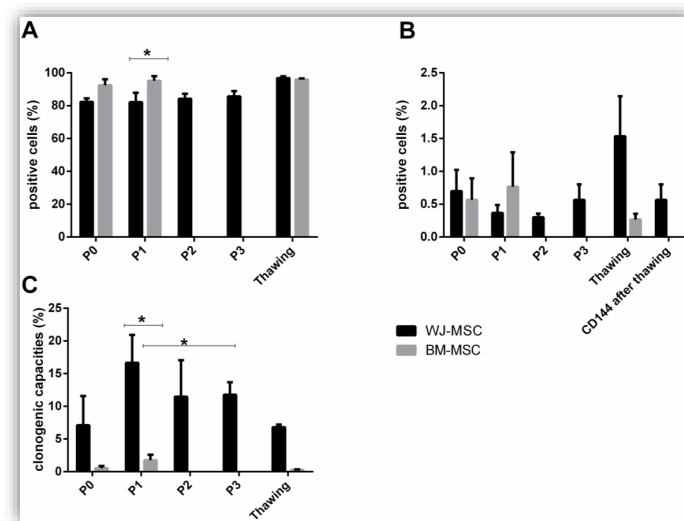 A
*
100
80
60
40
20
0
positive cells (%)
P0
P1
P2
P3
Thawing
B
2.5
2.0
1.5
1.0
0.5
0.0
positive cells (%)
P0
P1
P2
P3
Thawing
CD144 after thawing
C
*
*
25
20
15
10
5
0
clonogenic capacities (%)
P0
P1
P2
P3
Thawing
WJ-MSC
BM-MSC